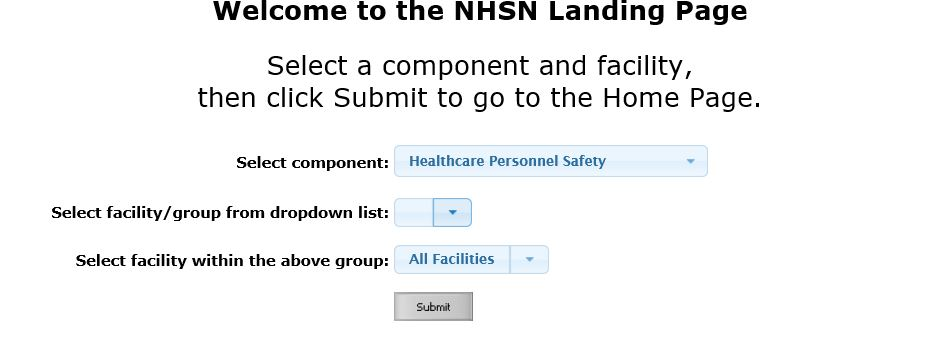 Welcome to the NHSN Landing Page
Select a component and facility,
then click Submit to go to the Home Page.
Select component: Healthcare Personnel Safety
Select facility/group from dropdown list:
Select facility within the above group: All Facilities
Submit